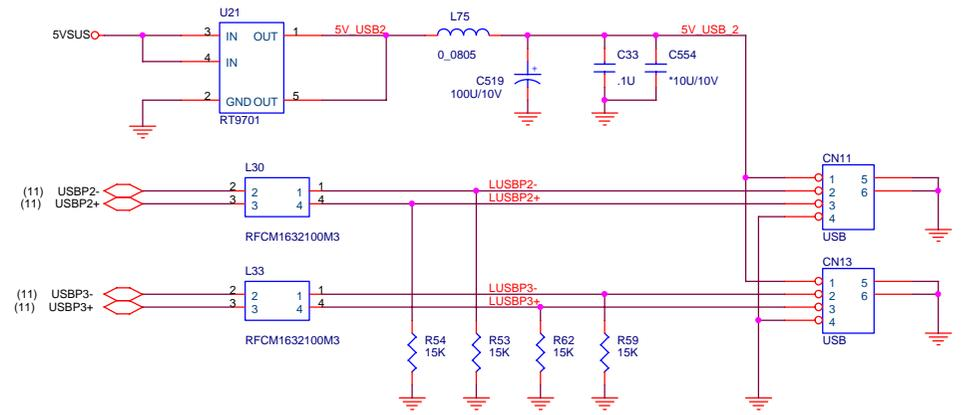 U21
L75
5VSUS
3 IN OUT 1
5V_USB2
5V_USB_2
4 IN
0_0805
C33
C554
C519
100U/10V
+
.1U
*10U/10V
2 GND OUT 5
RT9701
CN11
L30
(11) USBP2- 2 2 1 1 LUSBP2-
(11) USBP2+ 3 3 4 4 LUSBP2+
1 5
2 6
3
4
RFCM1632100M3
USB
CN13
L33
(11) USBP3- 2 2 1 1 LUSBP3-
(11) USBP3+ 3 3 4 4 LUSBP3+
1 5
2 6
3
4
RFCM1632100M3
USB
R54 R53 R62 R59
15K 15K 15K 15K